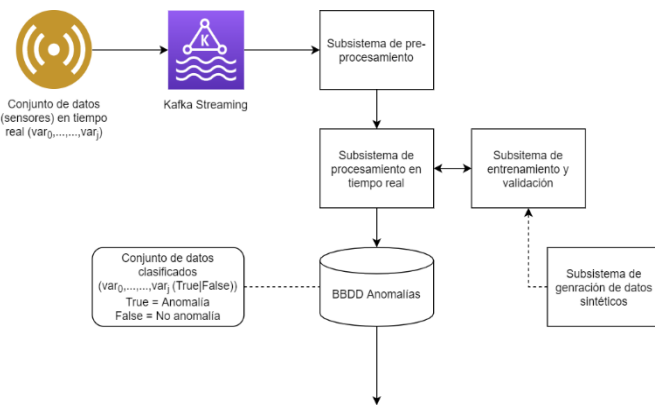 K
Subsistema de pre-
procesamiento
Conjunto de datos
(sensores) en tiempo
real (var₀,...,...,varⱼ)
Kafka Streaming
Subsistema de
procesamiento en
tiempo real
Subsitema de
entrenamiento y
validación
Conjunto de datos
clasificados
(var₀,...,...,varⱼ (True|False))
True = Anomalía
False = No anomalía
BBDD Anomalías
Subsistema de
genración de datos
sintéticos